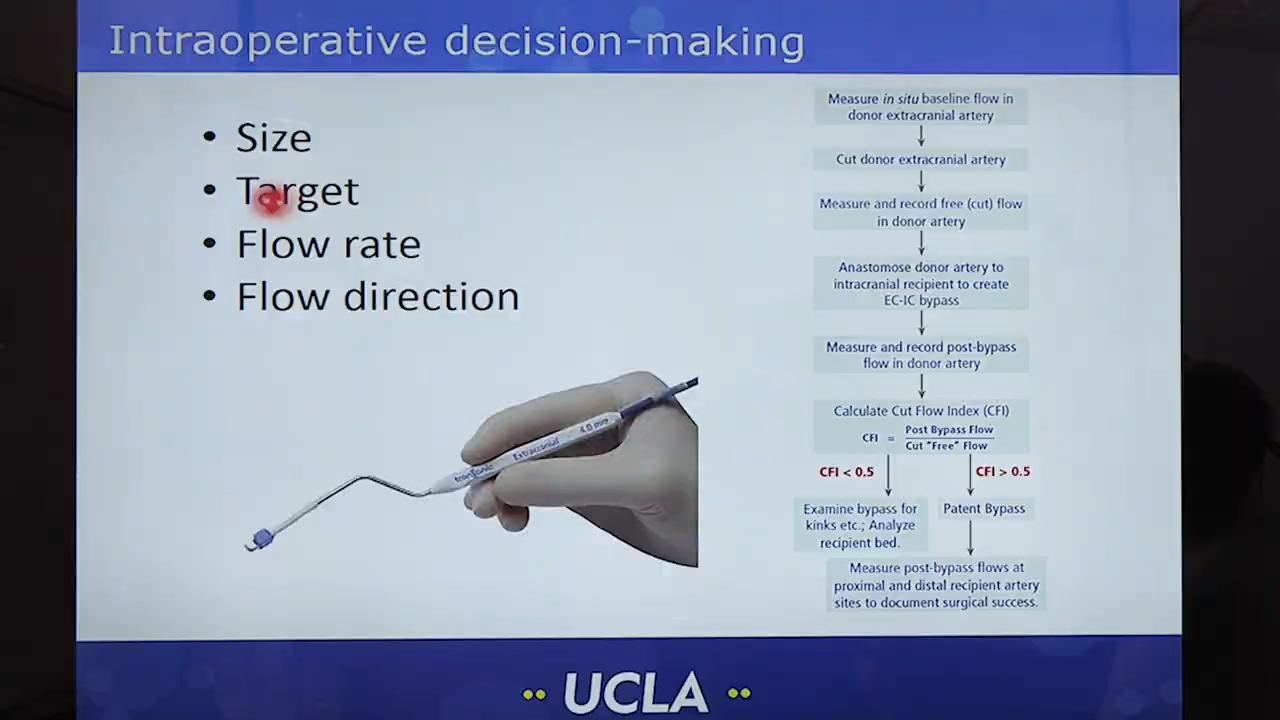 Intraoperative decision-making
• Size
• Target
• Flow rate
• Flow direction
transonic Extracranial 4.0 mm
Measure in situ baseline flow in
donor extracranial artery
Cut donor extracranial artery
Measure and record free (cut) flow
in donor artery
Anastomose donor artery to
intracranial recipient to create
EC-IC bypass
Measure and record post-bypass
flow in donor artery
Calculate Cut Flow Index (CFI)
CFI = Post Bypass Flow
Cut "Free" Flow
CFI < 0.5
CFI > 0.5
Examine bypass for
kinks etc.; Analyze
recipient bed.
Patent Bypass
Measure post-bypass flows at
proximal and distal recipient artery
sites to document surgical success.
UCLA